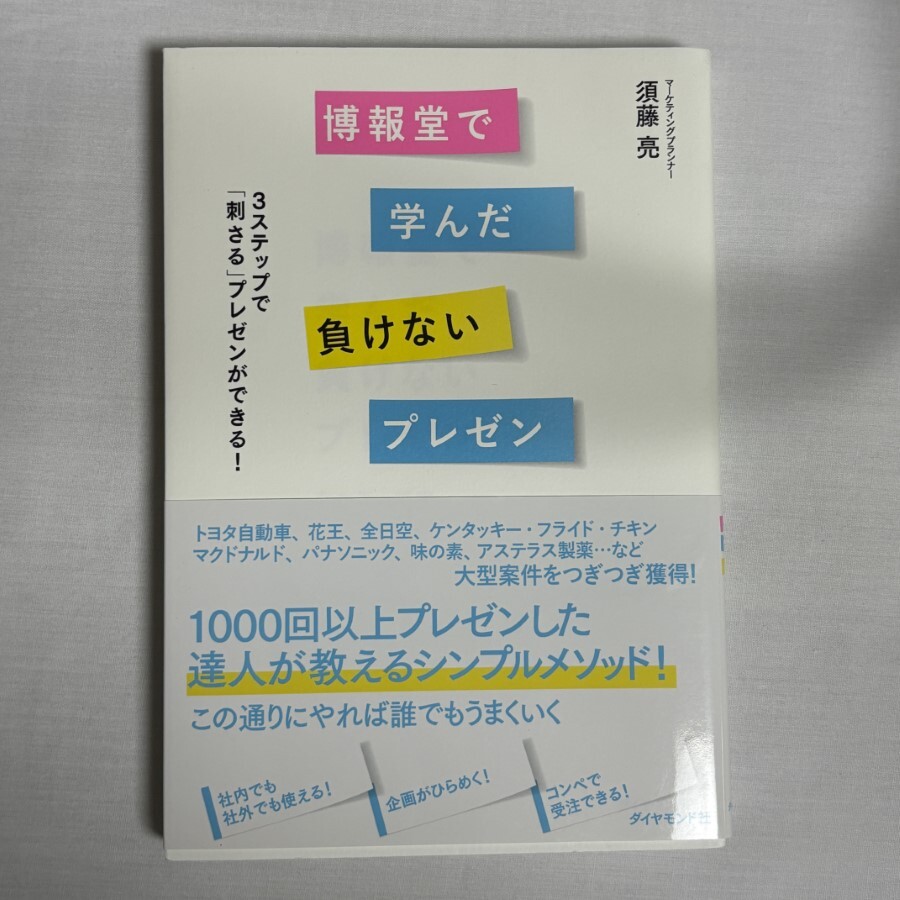 博報堂で
学んだ
負けない
プレゼン
マーケティングプランナー
須藤 亮
3ステップで
「刺さる」プレゼンができる!
トヨタ自動車、花王、全日空、ケンタッキー・フライド・チキン
マクドナルド、パナソニック、味の素、アステラス製薬…など
大型案件をつぎつぎ獲得!
1000回以上プレゼンした
達人が教えるシンプルメソッド!
この通りにやれば誰でもうまくいく
社内でも
社外でも使える!
企画がひらめく!
コンペで
受注できる!
ダイヤモンド社